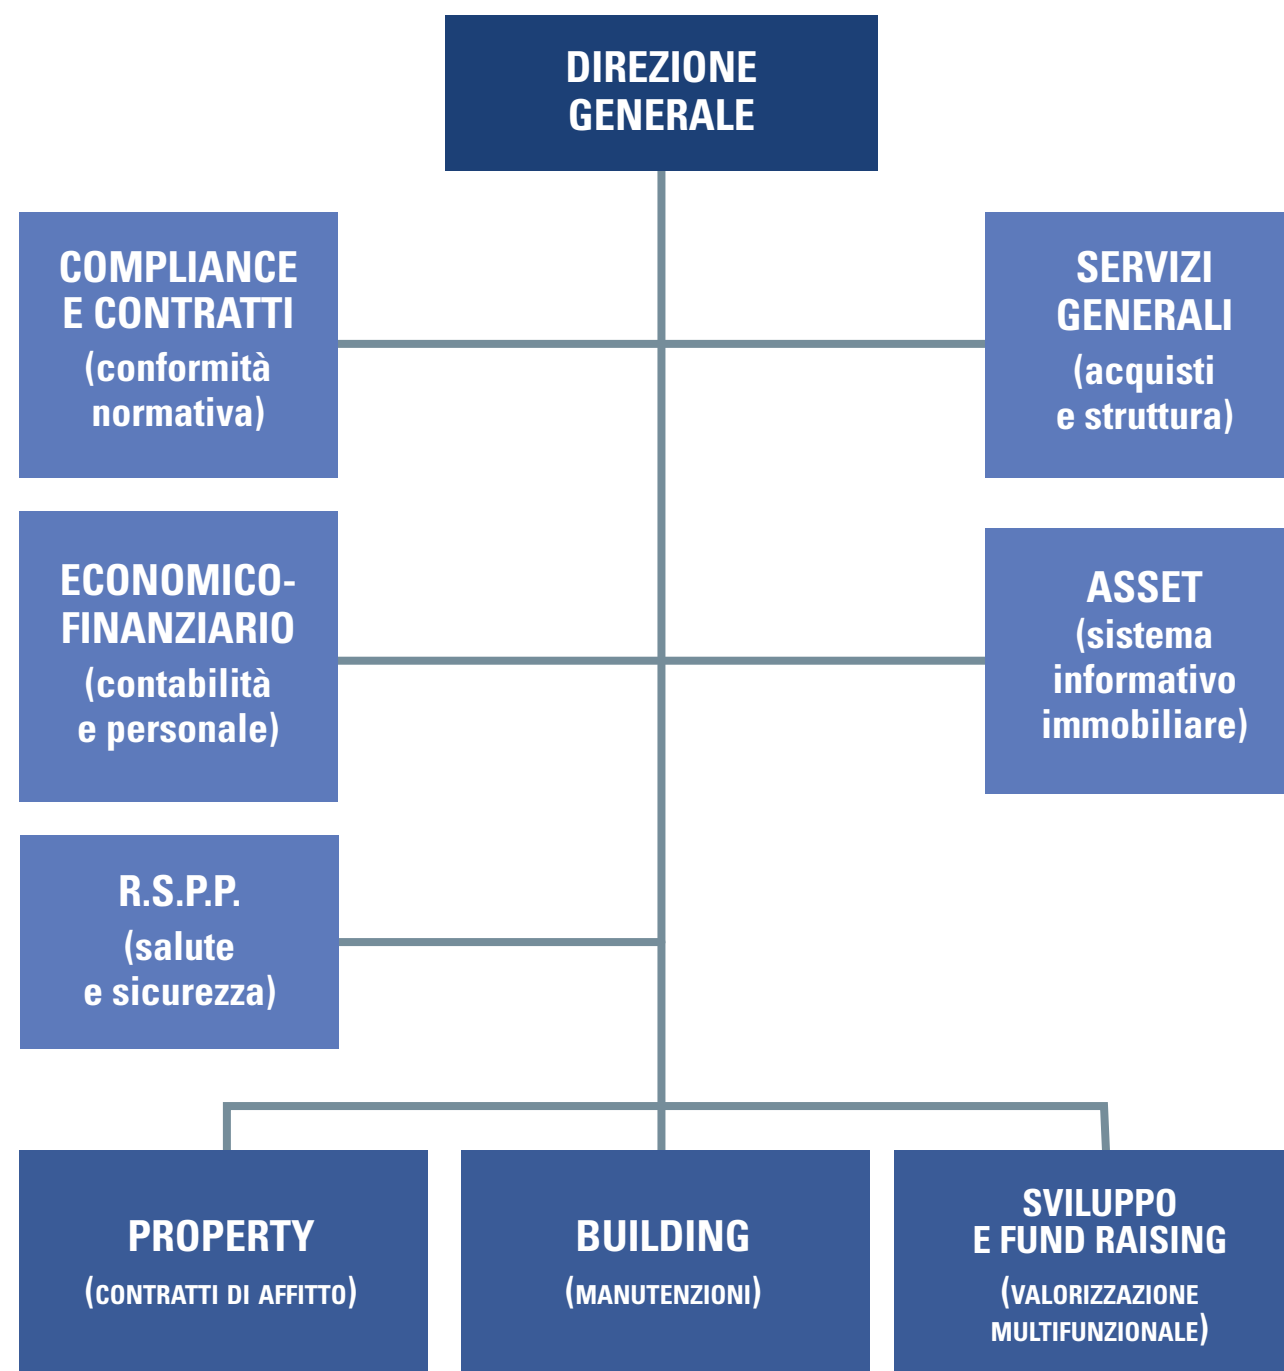 DIREZIONE
GENERALE
COMPLIANCE
E CONTRATTI
(conformità
normativa)
SERVIZI
GENERALI
(acquisti
e struttura)
ECONOMICO-
FINANZIARIO
(contabilità
e personale)
ASSET
(sistema
informativo
immobiliare)
R.S.P.P.
(salute
e sicurezza)
PROPERTY
(CONTRATTI DI AFFITTO)
BUILDING
(MANUTENZIONI)
SVILUPPO
E FUND RAISING
(VALORIZZAZIONE
MULTIFUNZIONALE)